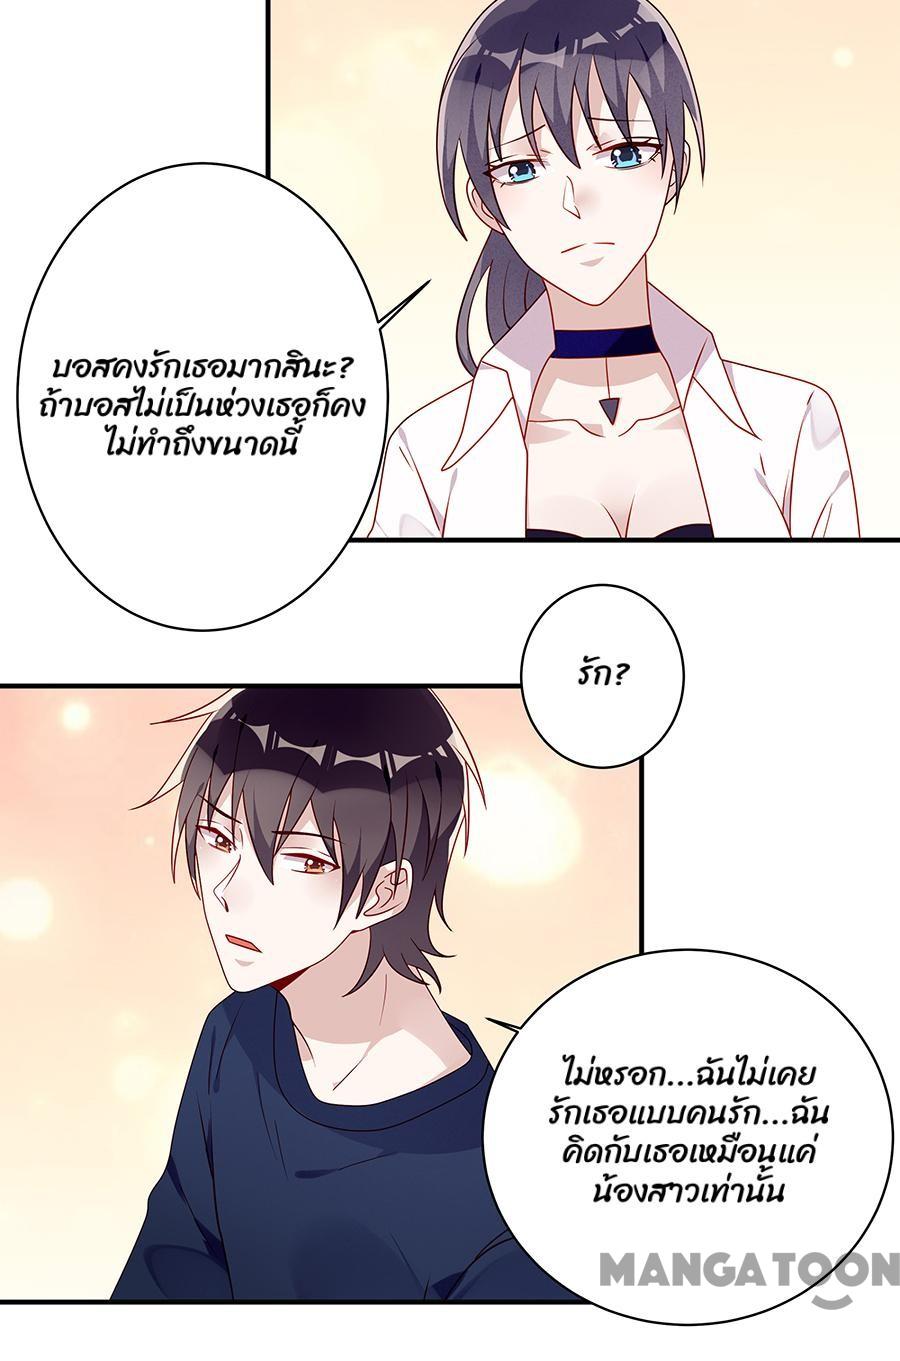 บอสคงรักเธอมากสินะ?
ถ้าบอสไม่เป็นห่วงเธอก็คง
ไม่ทำถึงขนาดนี้
รัก?
ไม่หรอก...ฉันไม่เคย
รักเธอแบบคนรัก...ฉัน
คิดกับเธอเหมือนแค่
น้องสาวเท่านั้น
MANGATOON